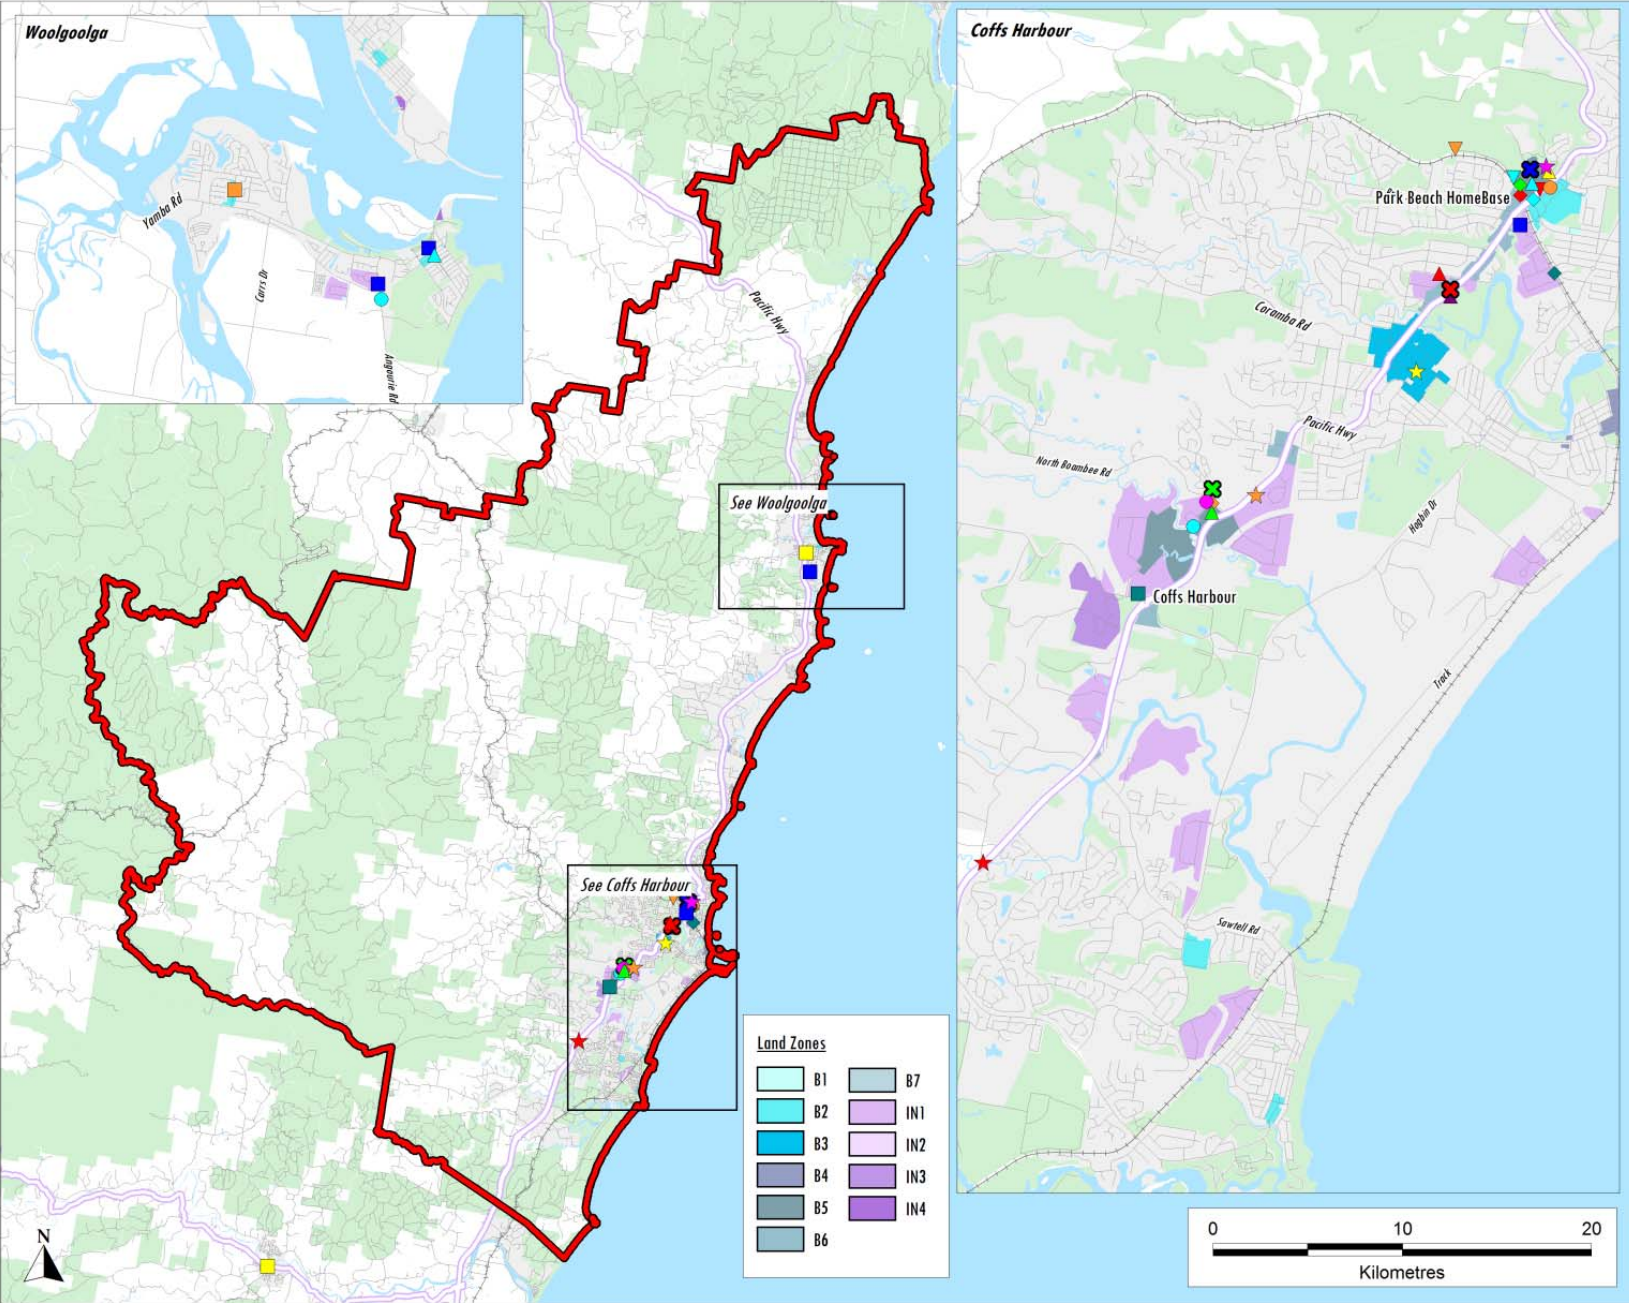 Woolgoolga
Yamba Rd
Carrs Dr
Angourie Rd
Pacific Hwy
See Woolgoolga
See Coffs Harbour
N
Land Zones
B1
B2
B3
B4
B5
B6
B7
IN1
IN2
IN3
IN4
Coffs Harbour
Park Beach HomeBase
Coramba Rd
Pacific Hwy
North Boambee Rd
Hogbin Dr
Coffs Harbour
Track
Sawtell Rd
0 10 20
Kilometres